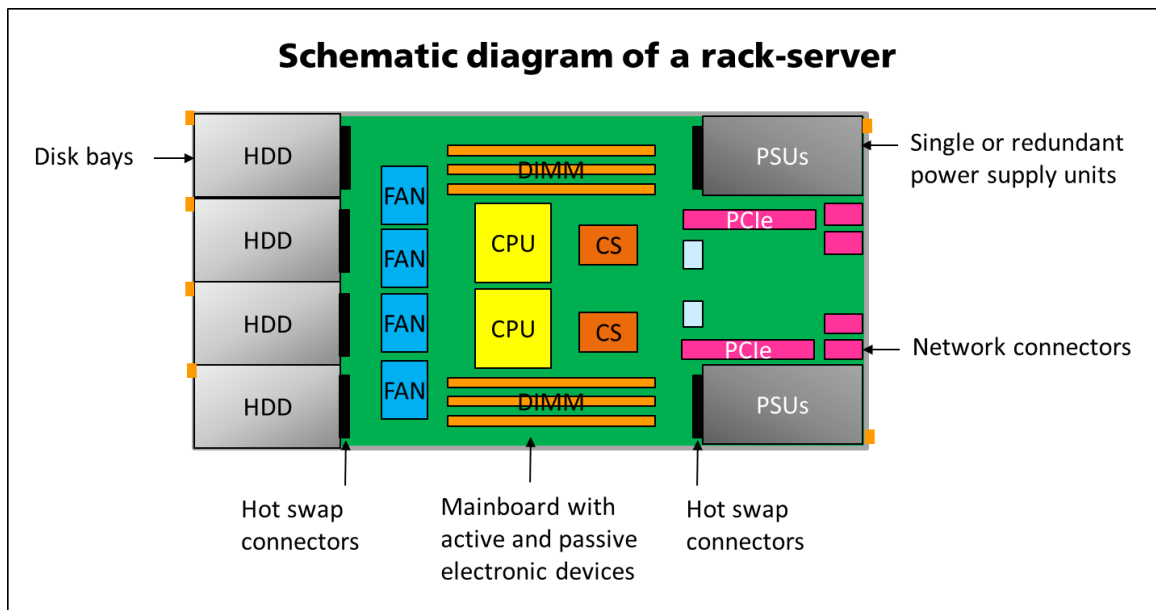 Schematic diagram of a rack-server
Disk bays
HDD
HDD
HDD
HDD
FAN
FAN
FAN
FAN
DIMM
CPU
CPU
DIMM
CS
CS
PCIe
PCIe
PSUs
PSUs
Single or redundant
power supply units
Network connectors
Hot swap
connectors
Mainboard with
active and passive
electronic devices
Hot swap
connectors